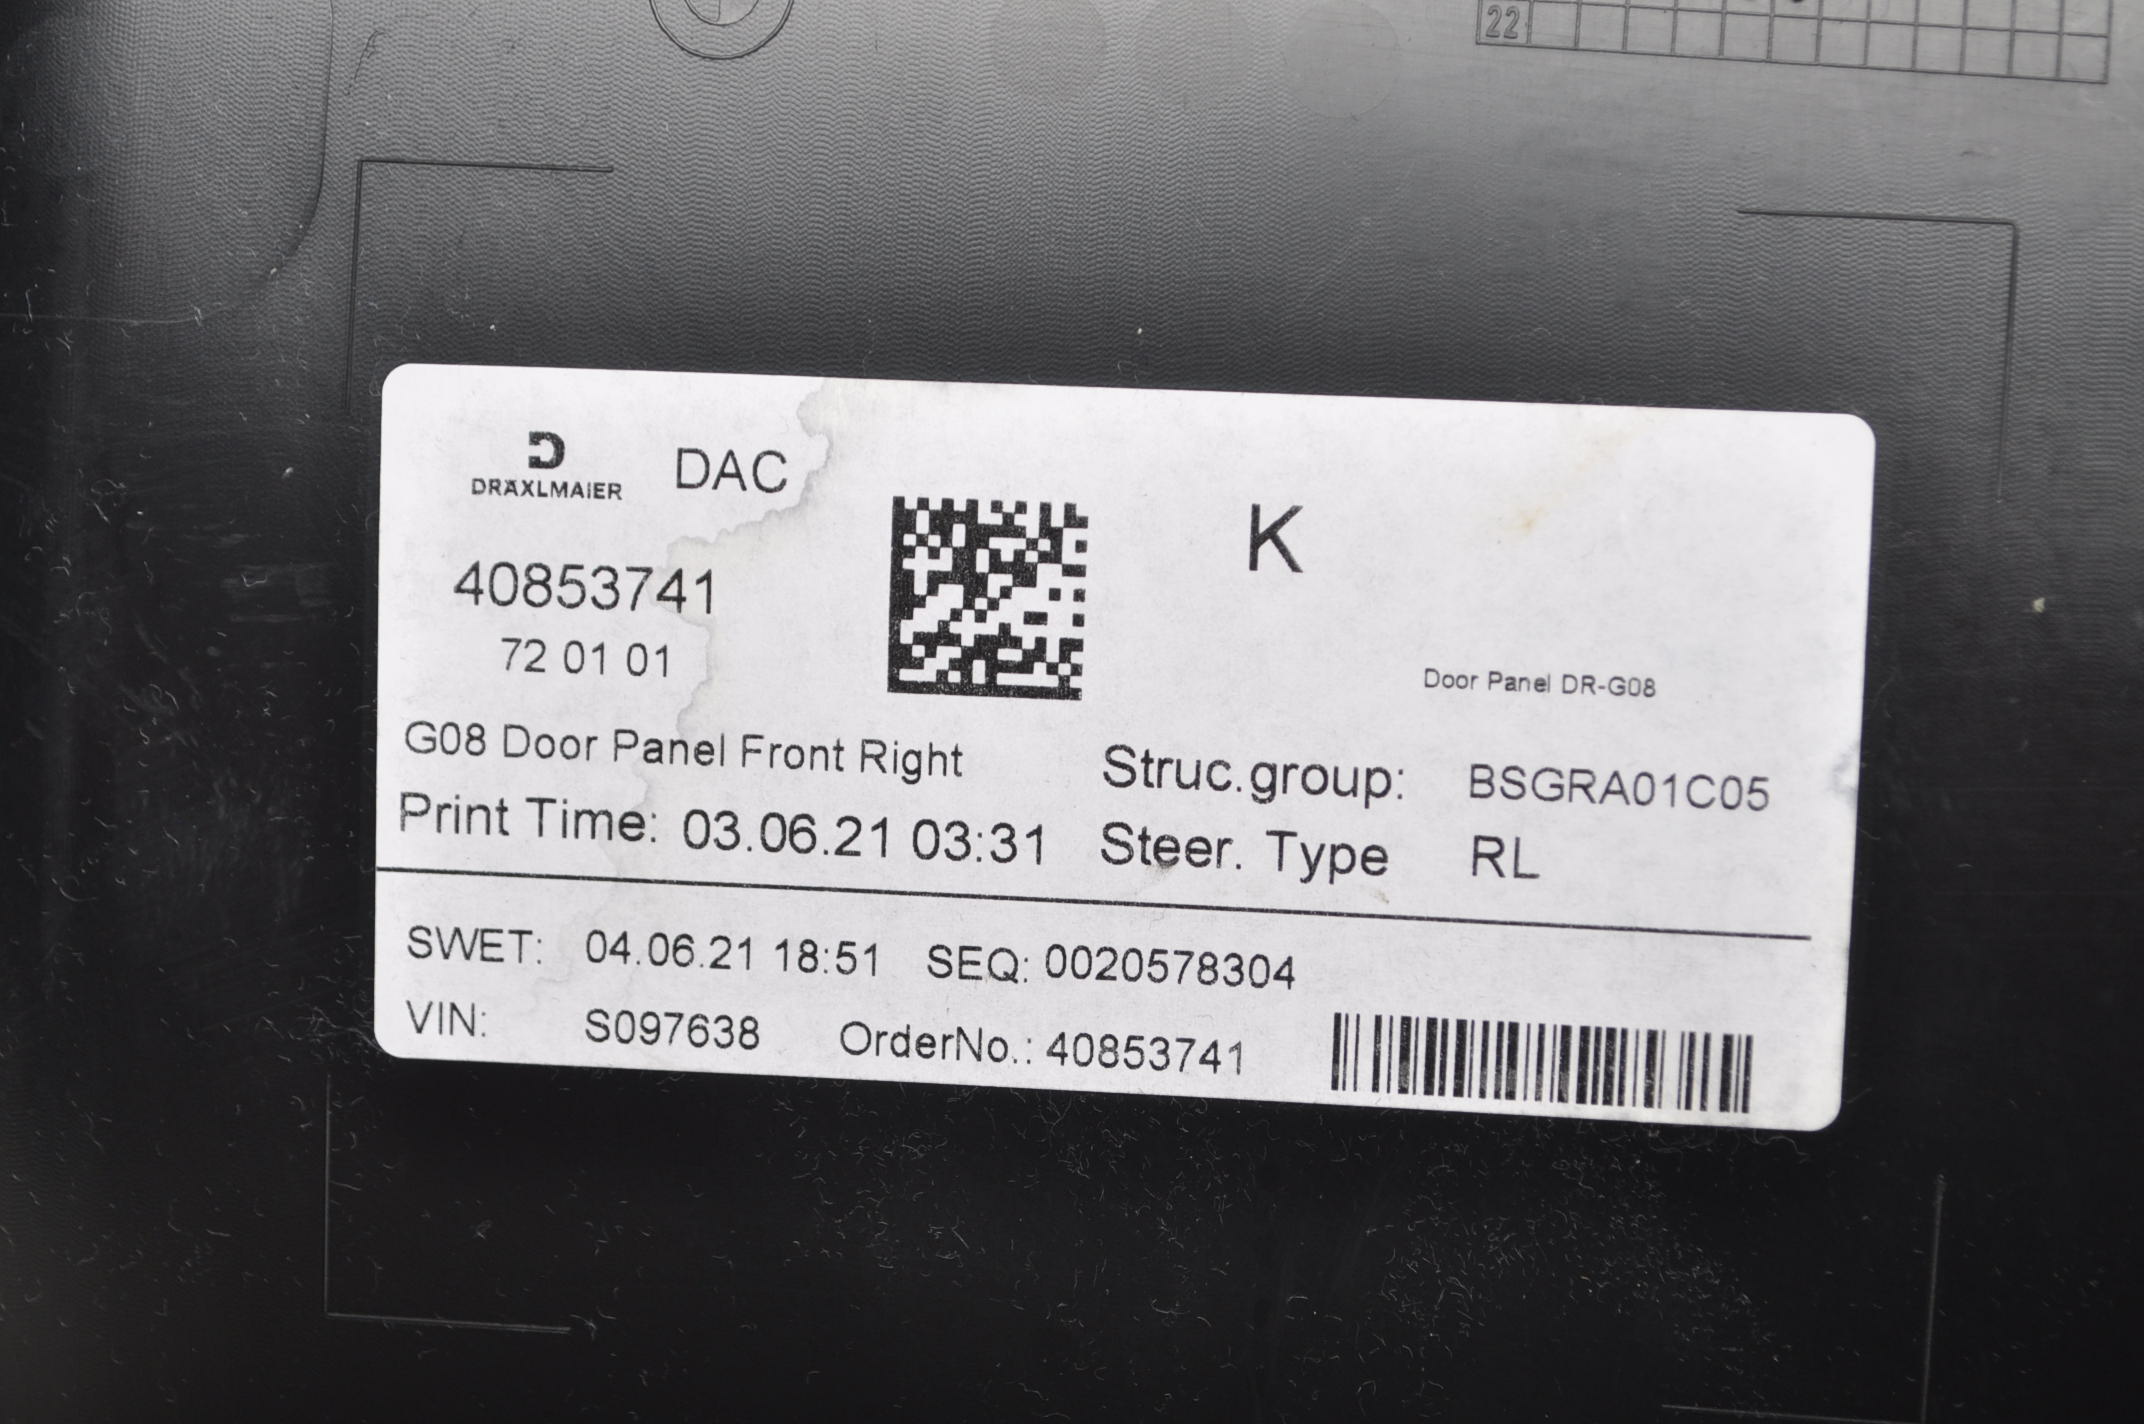 22
DRÄXLMAIER DAC
K
40853741
72 01 01
Door Panel DR-G08
G08 Door Panel Front Right Struc.group: BSGRA01C05
Print Time: 03.06.21 03:31 Steer. Type RL
SWET: 04.06.21 18:51 SEQ: 0020578304
VIN: S097638 OrderNo.: 40853741